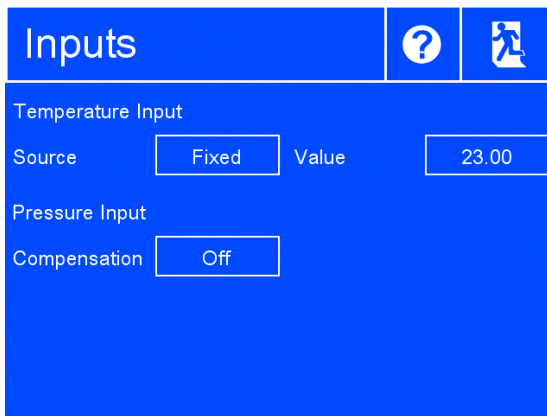 Inputs ?
Temperature Input
Source Fixed Value 23.00
Pressure Input
Compensation Off